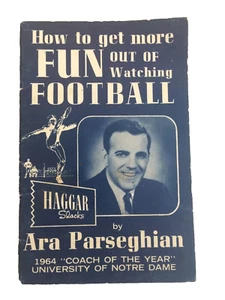 How to get more
FUN OUT OF
Watching
FOOTBALL
HAGGAR
Slacks
by
Ara Parseghian
1964 "COACH OF THE YEAR"
UNIVERSITY OF NOTRE DAME